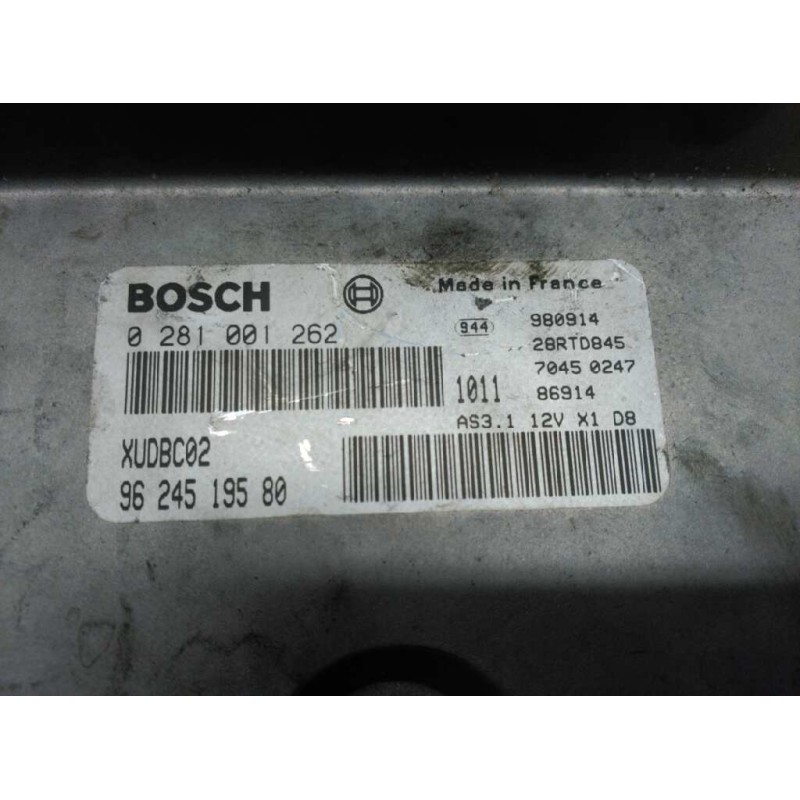 BOSCH
Made in France
0 281 001 262
944
980914
28RTD845
7045 0247
1011
86914
AS3.1 12V X1 D8
XUDBC02
96 245 195 80